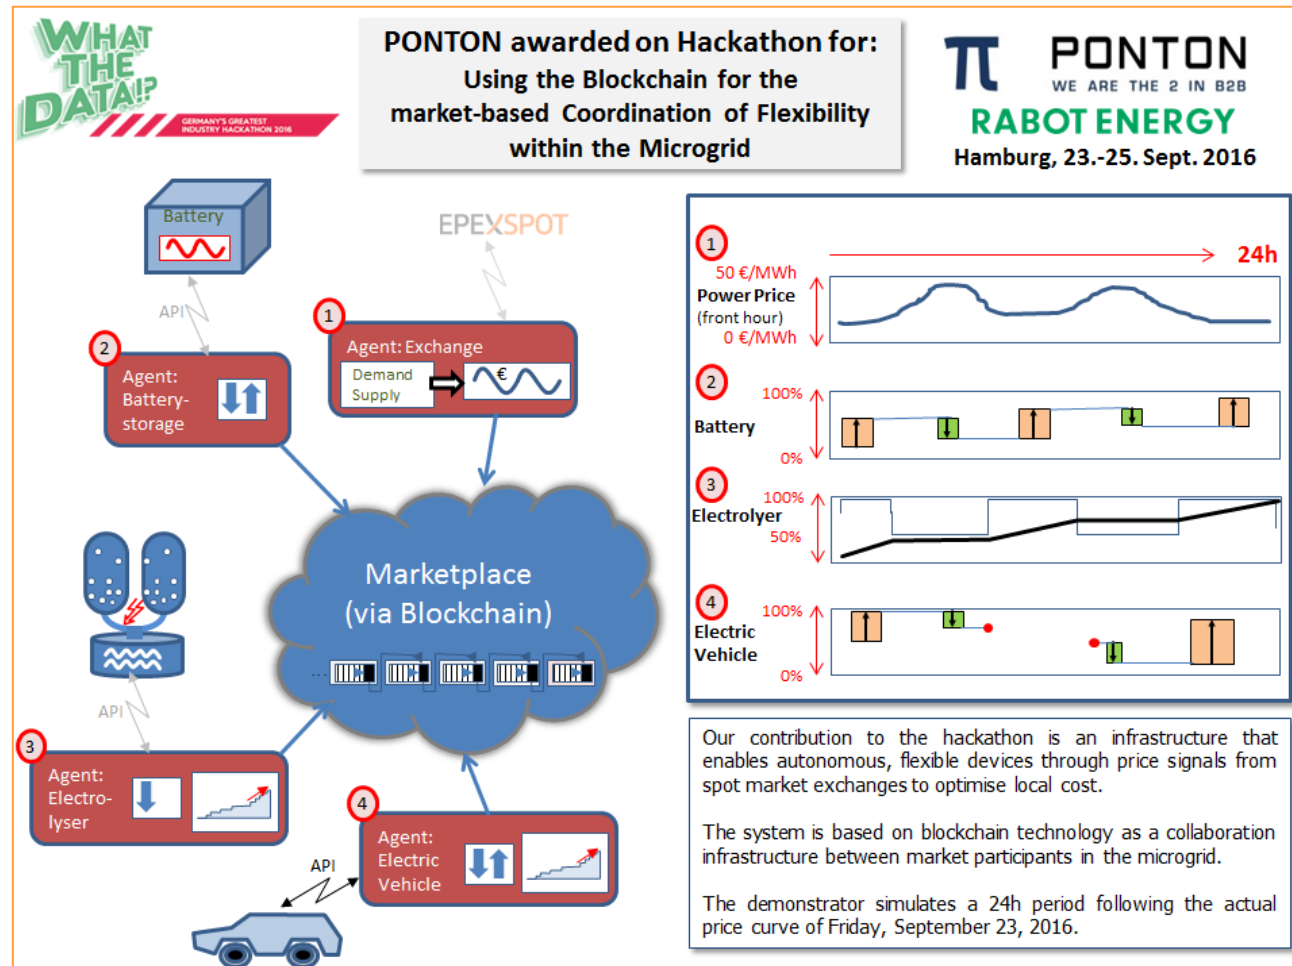 WHAT
THE
DATA!?
GERMANY'S GREATEST
INDUSTRY HACKATHON 2016
PONTON awarded on Hackathon for:
Using the Blockchain for the
market-based Coordination of Flexibility
within the Microgrid
π PONTON
WE ARE THE 2 IN B2B
RABOT ENERGY
Hamburg, 23.-25. Sept. 2016
Battery
API
EPEXSPOT
1
Agent: Exchange
Demand
Supply
€
2
Agent:
Battery-
storage
Marketplace
(via Blockchain)
...
API
3
Agent:
Electro-
lyser
4
Agent:
Electric
Vehicle
API
1
24h
50 €/MWh
Power Price
(front hour)
0 €/MWh
2
100%
Battery
0%
3
100%
Electrolyer
50%
4
100%
Electric
Vehicle
0%
Our contribution to the hackathon is an infrastructure that
enables autonomous, flexible devices through price signals from
spot market exchanges to optimise local cost.
The system is based on blockchain technology as a collaboration
infrastructure between market participants in the microgrid.
The demonstrator simulates a 24h period following the actual
price curve of Friday, September 23, 2016.